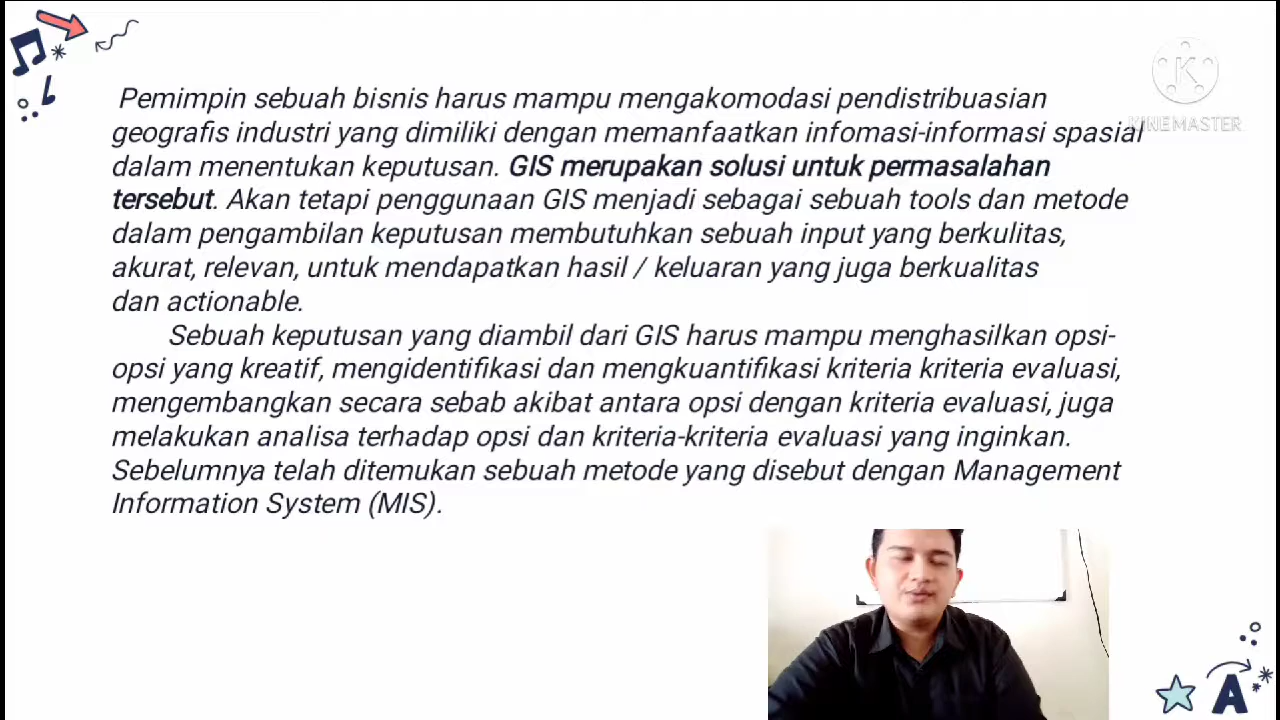 Pemimpin sebuah bisnis harus mampu mengakomodasi pendistribuasian
geografis industri yang dimiliki dengan memanfaatkan infomasi-informasi spasial
dalam menentukan keputusan. GIS merupakan solusi untuk permasalahan
tersebut. Akan tetapi penggunaan GIS menjadi sebagai sebuah tools dan metode
dalam pengambilan keputusan membutuhkan sebuah input yang berkulitas,
akurat, relevan, untuk mendapatkan hasil / keluaran yang juga berkualitas
dan actionable.
Sebuah keputusan yang diambil dari GIS harus mampu menghasilkan opsi-
opsi yang kreatif, mengidentifikasi dan mengkuantifikasi kriteria kriteria evaluasi,
mengembangkan secara sebab akibat antara opsi dengan kriteria evaluasi, juga
melakukan analisa terhadap opsi dan kriteria-kriteria evaluasi yang inginkan.
Sebelumnya telah ditemukan sebuah metode yang disebut dengan Management
Information System (MIS).
K
KINEMASTER
A